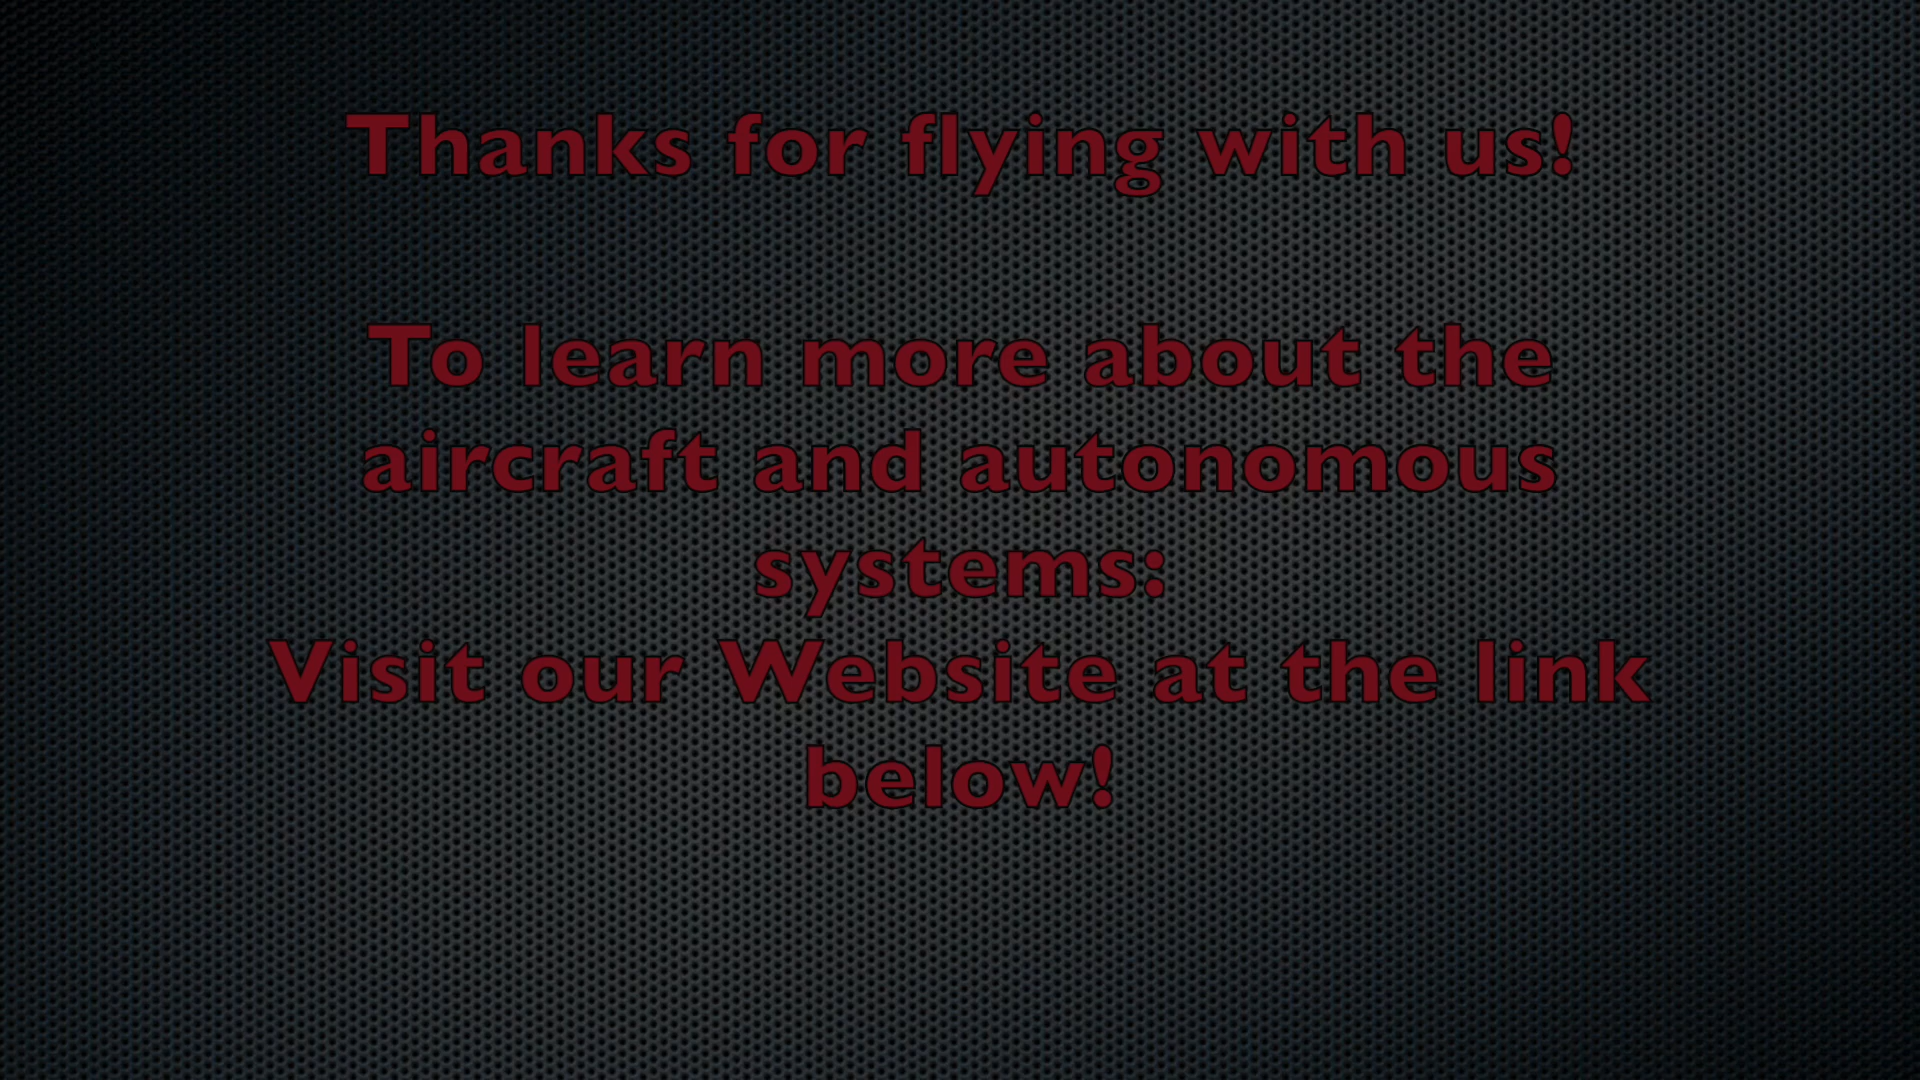 Thanks for flying with us!
To learn more about the
aircraft and autonomous
systems:
Visit our Website at the link
below!